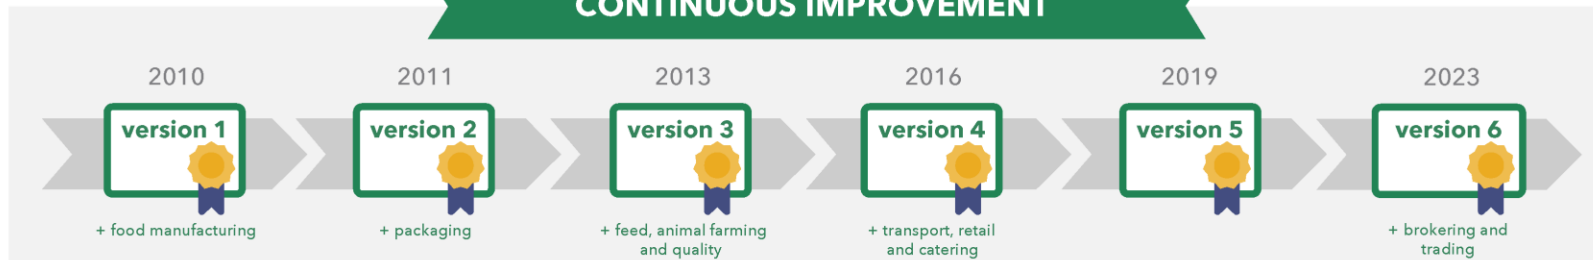 CONTINUOUS IMPROVEMENT
2010
2011
2013
2016
2019
2023
version 1
version 2
version 3
version 4
version 5
version 6
+ food manufacturing
+ packaging
+ feed, animal farming
and quality
+ transport, retail
and catering
+ brokering and
trading